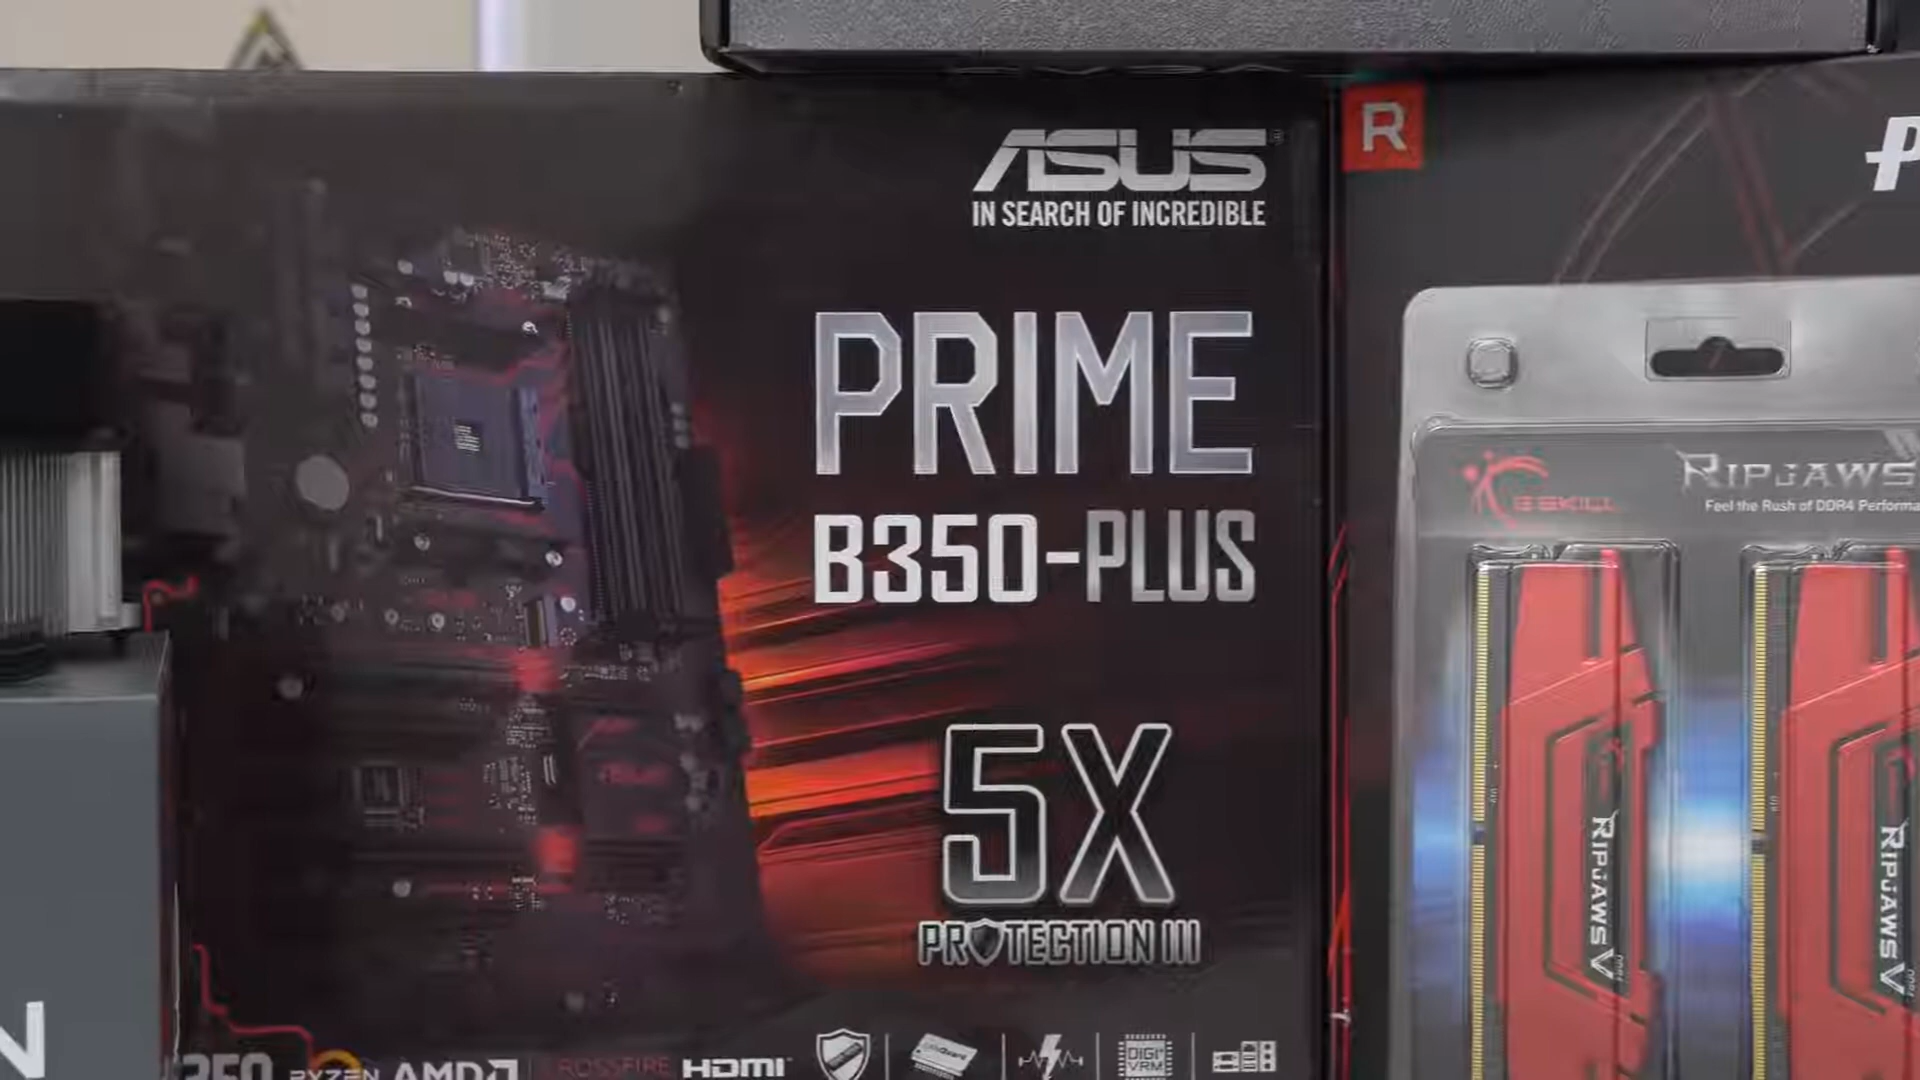 ASUS
IN SEARCH OF INCREDIBLE
PRIME
B350-PLUS
5X
PROTECTION III
RYZEN AMD CROSSFIRE HDMI
DIGI+
VRM
R
G.SKILL
RIPJAWS
Feel the Rush of DDR4
RIPJAWS V
RIPJAWS V
N